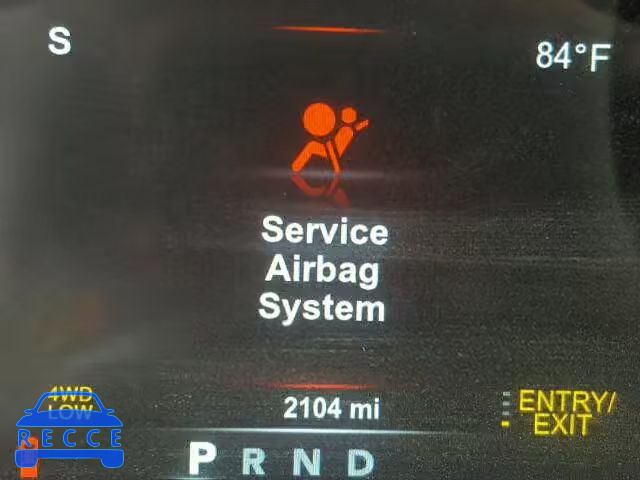 S
84°F
Service
Airbag
System
4WD
LOW
2104 mi
ENTRY/
EXIT
RECCE
P R N D